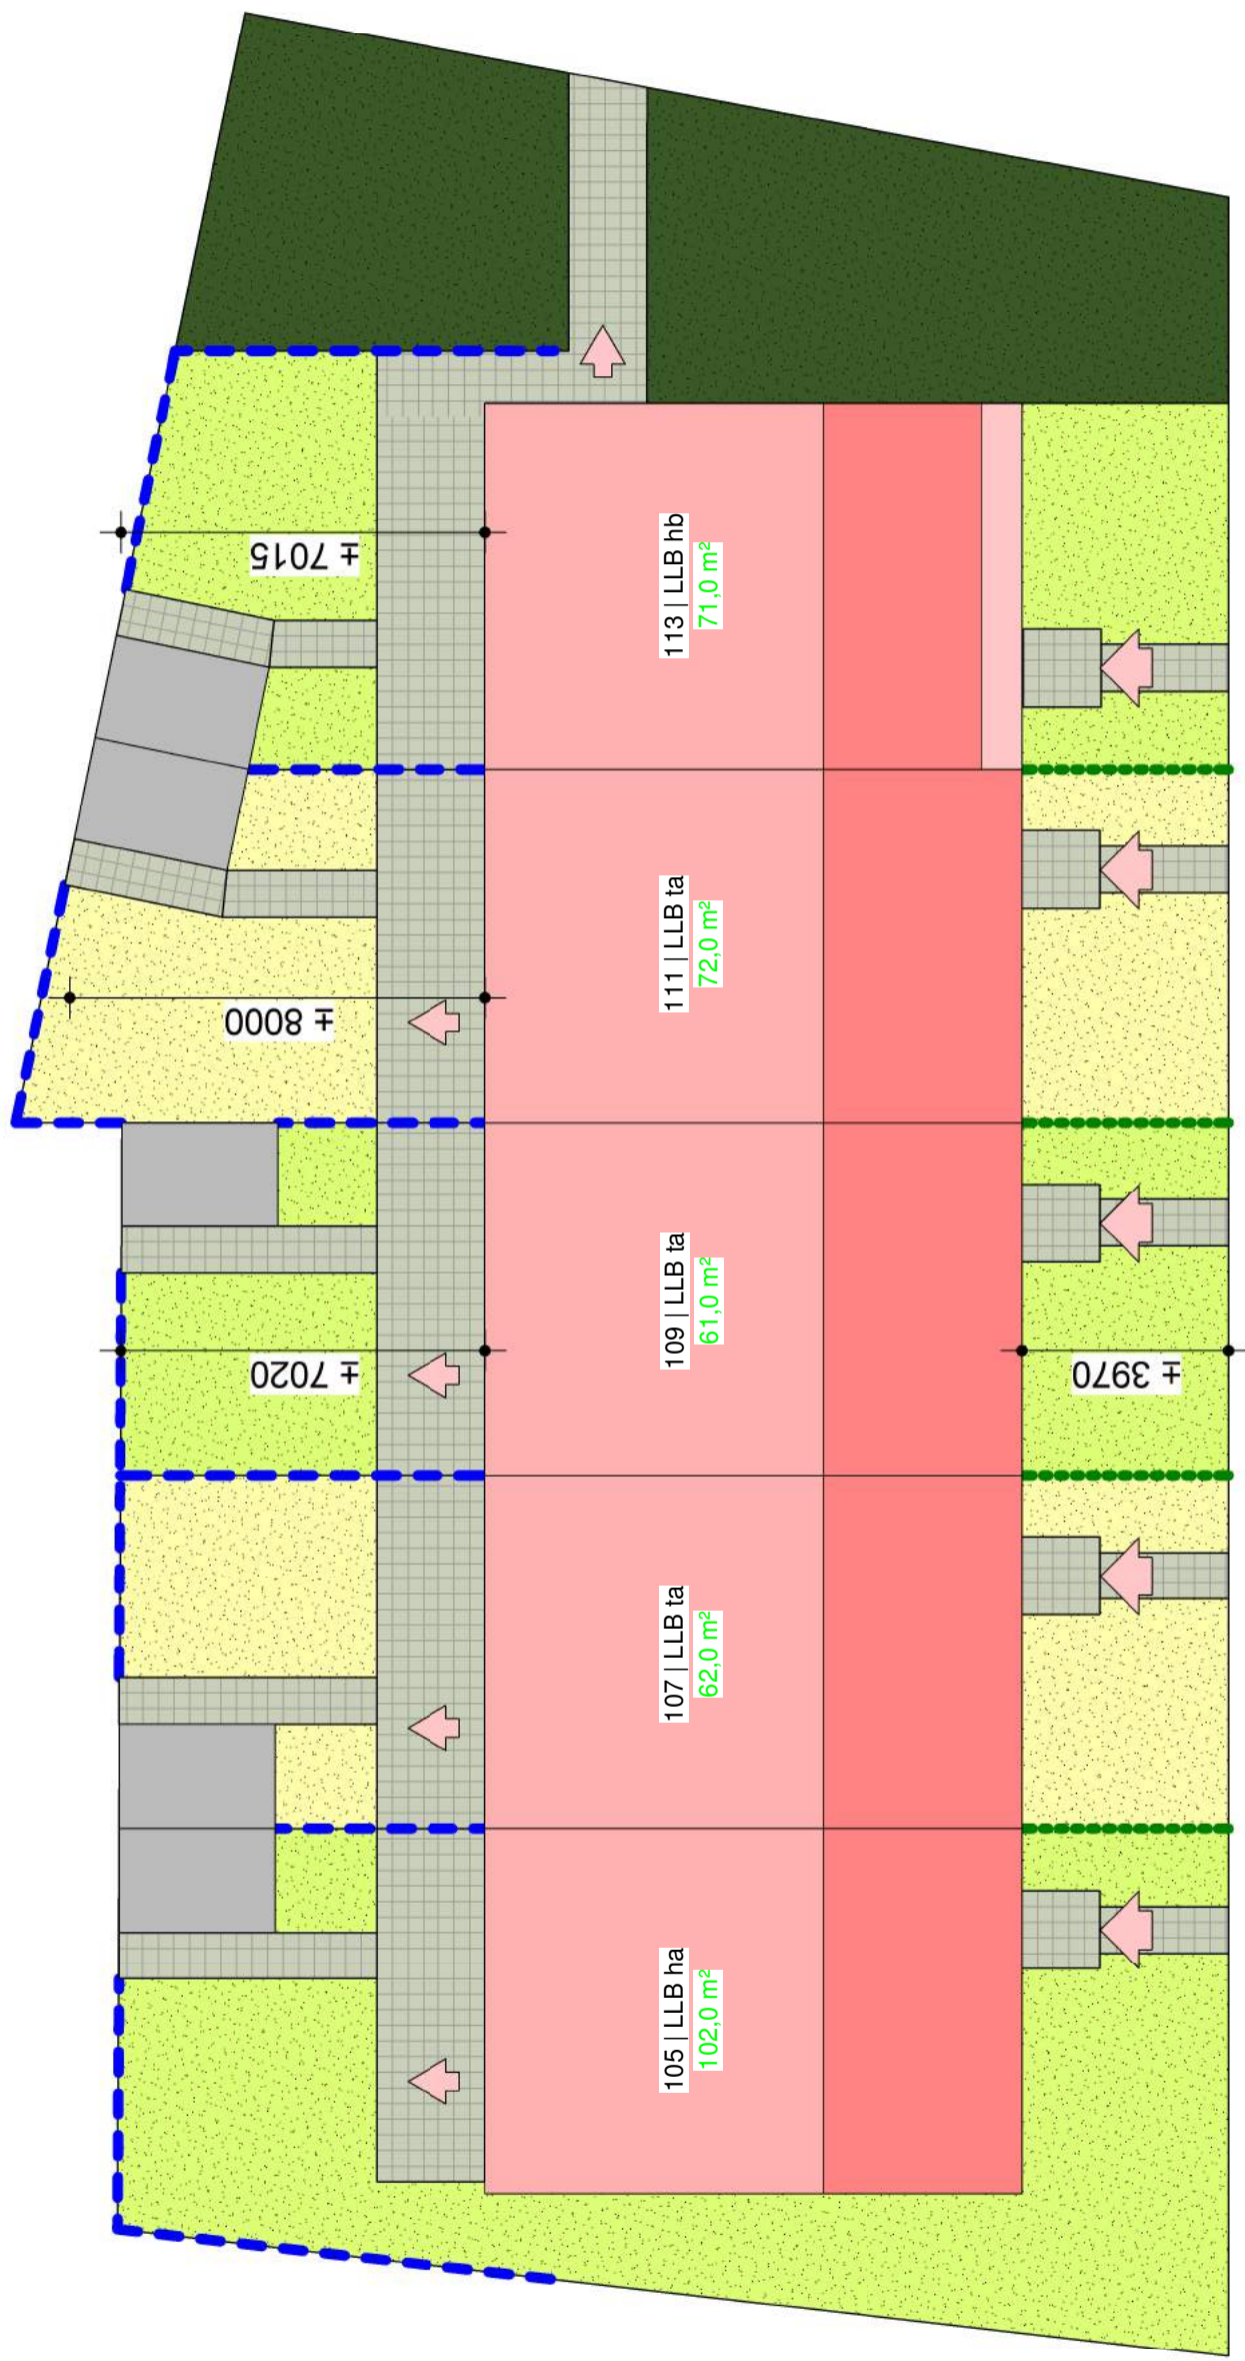 ± 7015
113 | LLB hb
71,0 m²
± 8000
111 | LLB ta
72,0 m²
± 7020
109 | LLB ta
61,0 m²
± 3970
107 | LLB ta
62,0 m²
105 | LLB ha
102,0 m²